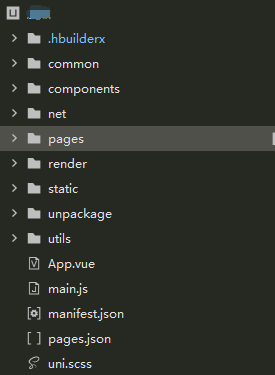 .hbuilderx
common
components
net
pages
render
static
unpackage
utils
App.vue
main.js
manifest.json
pages.json
uni.scss